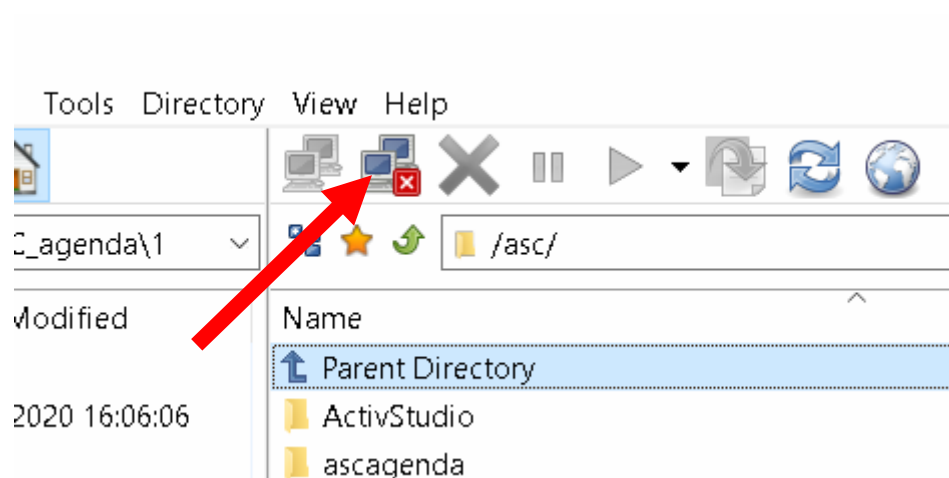 Tools Directory View Help
C_agenda\1 /asc/
Modified Name
Parent Directory
2020 16:06:06 ActivStudio
ascagenda